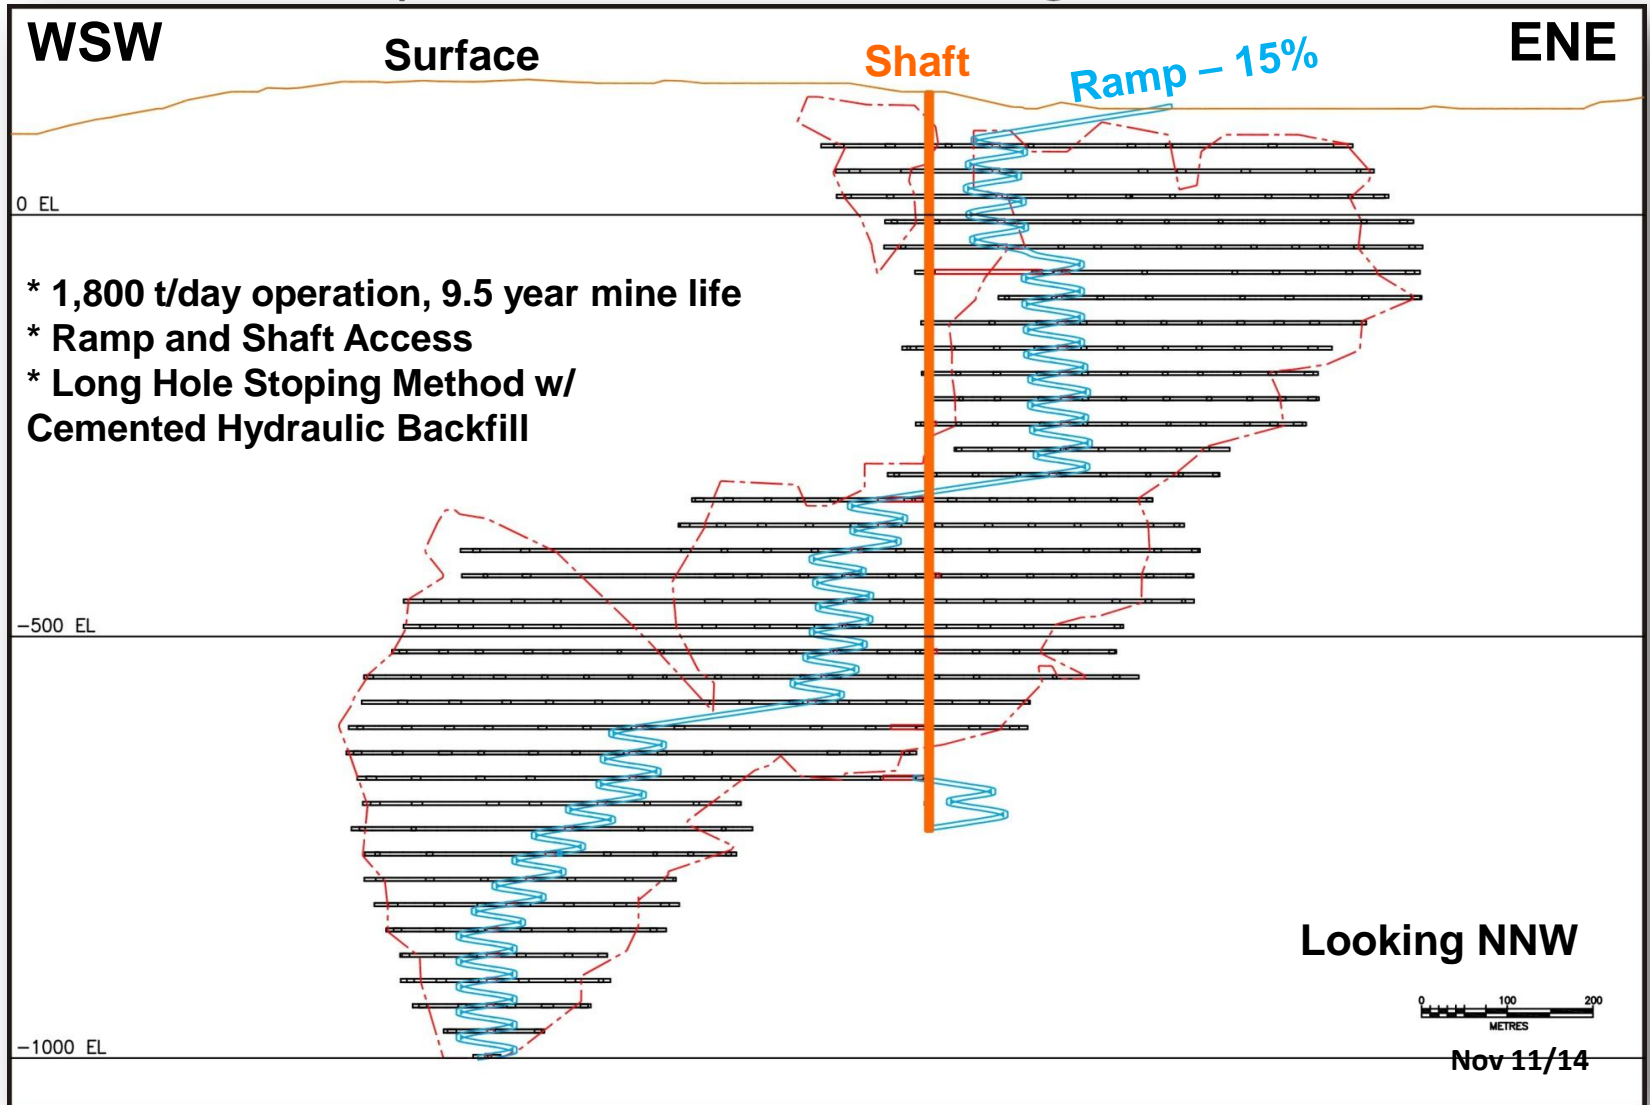 WSW
Surface
Shaft
Ramp – 15%
ENE
0 EL
* 1,800 t/day operation, 9.5 year mine life
* Ramp and Shaft Access
* Long Hole Stoping Method w/
Cemented Hydraulic Backfill
-500 EL
Looking NNW
0 100 200
METRES
-1000 EL
Nov 11/14